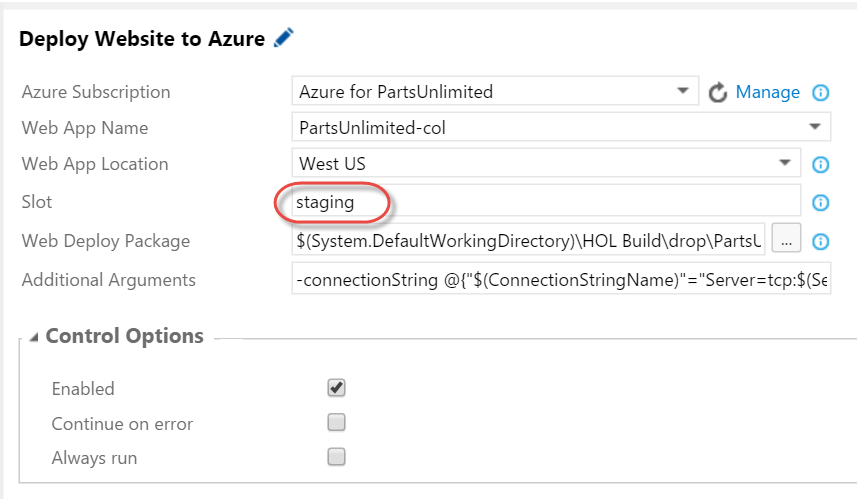 Deploy Website to Azure
Azure Subscription Azure for PartsUnlimited Manage
Web App Name PartsUnlimited-col
Web App Location West US
Slot staging
Web Deploy Package $(System.DefaultWorkingDirectory)\HOL Build\drop\PartsU ...
Additional Arguments -connectionString @{"$(ConnectionStringName)"="Server=tcp:$(Se
Control Options
Enabled
Continue on error
Always run